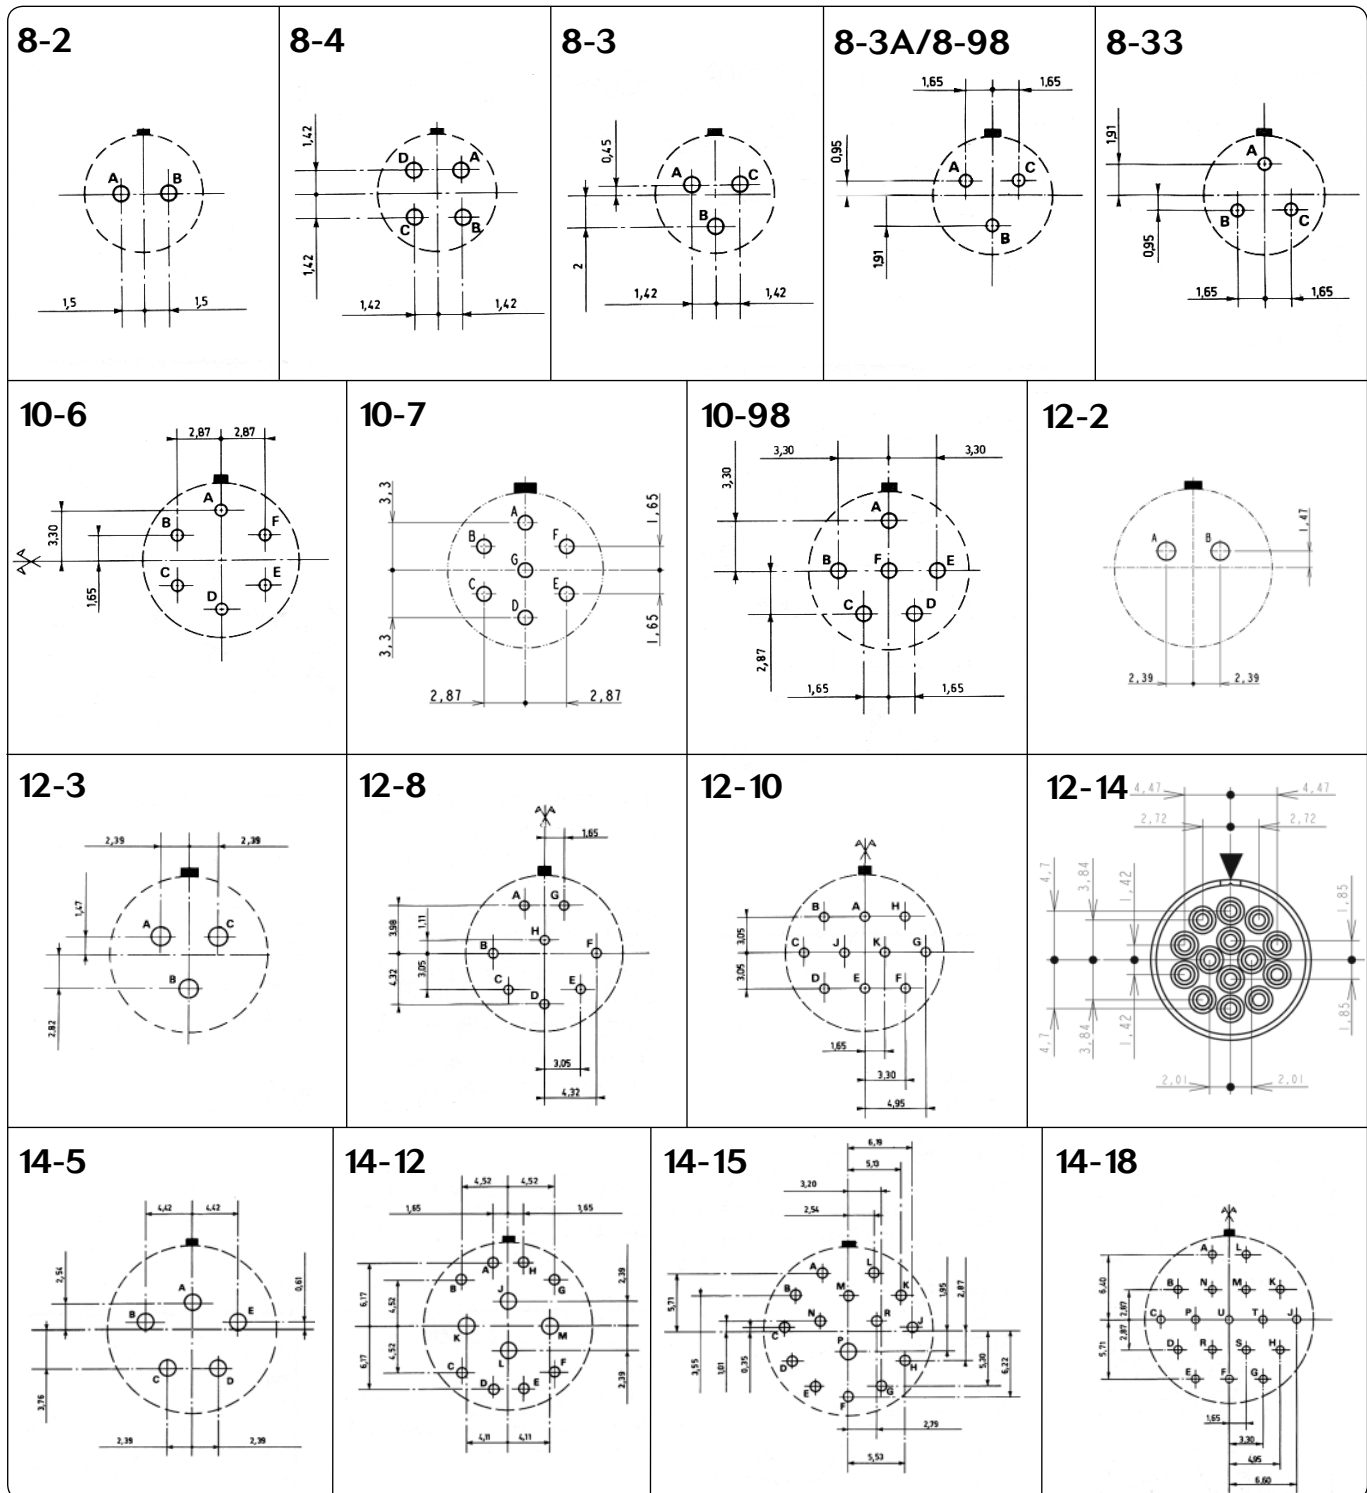 8-2
A
B
1,5
1,5
8-4
1,42
D
A
C
B
1,42
1,42
1,42
8-3
0,45
A
C
B
2
1,42
1,42
8-3A/8-98
1,65
1,65
0,95
A
C
B
1,91
8-33
1,91
A
B
C
0,95
1,65
1,65
10-6
2,87
2,87
A
B
F
3,30
C
E
1,65
D
10-7
3,3
1,65
A
B
F
G
C
E
D
3,3
1,65
2,87
2,87
10-98
3,30
3,30
3,30
A
B
F
E
C
D
2,87
1,65
1,65
12-2
1,47
A
B
2,39
2,39
12-3
2,39
2,39
1,47
A
C
B
2,82
12-8
1,65
A
G
3,98
1,11
H
B
F
4,32
3,05
C
E
D
3,05
4,32
12-10
B
A
H
3,05
C
J
K
G
3,05
D
E
F
1,65
3,30
4,95
12-14
4,47
4,47
2,72
2,72
4,7
3,84
1,42
1,85
4,7
3,84
1,42
1,85
2,01
2,01
14-5
4,42
4,42
2,54
0,61
A
B
E
C
D
3,76
2,39
2,39
14-12
4,52
4,52
1,65
1,65
A
H
B
G
J
6,17
4,52
2,39
K
M
L
6,17
4,52
2,39
C
F
D
E
4,11
4,11
14-15
6,19
5,13
3,20
2,54
A
L
B
M
K
5,71
1,95
2,87
N
R
C
J
P
3,55
1,01
0,35
D
H
5,30
6,22
E
G
F
2,79
5,53
14-18
A
L
6,40
B
N
M
K
2,87
C
P
U
T
J
5,71
2,87
D
R
S
H
E
F
G
1,65
3,30
4,95
6,60